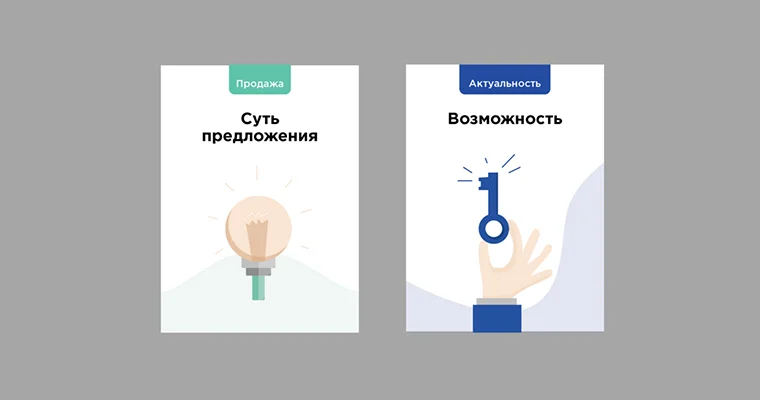 Продажа
Суть
предложения
Актуальность
Возможность